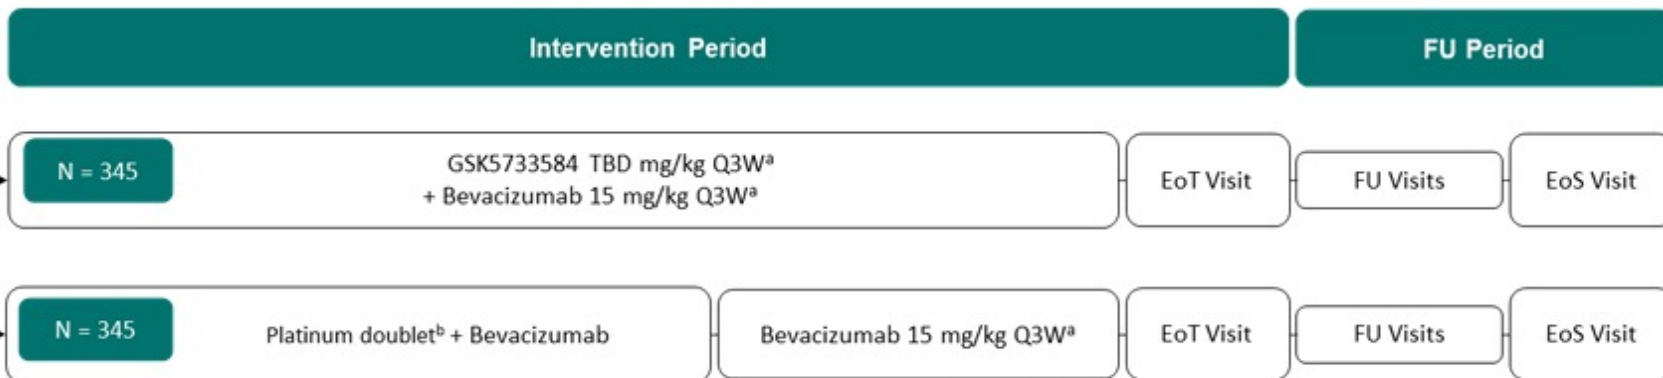 Intervention Period
FU Period
N = 345
GSK5733584 TBD mg/kg Q3Wᵃ
+ Bevacizumab 15 mg/kg Q3Wᵃ
EoT Visit
FU Visits
EoS Visit
N = 345
Platinum doubletᵇ + Bevacizumab
Bevacizumab 15 mg/kg Q3Wᵃ
EoT Visit
FU Visits
EoS Visit